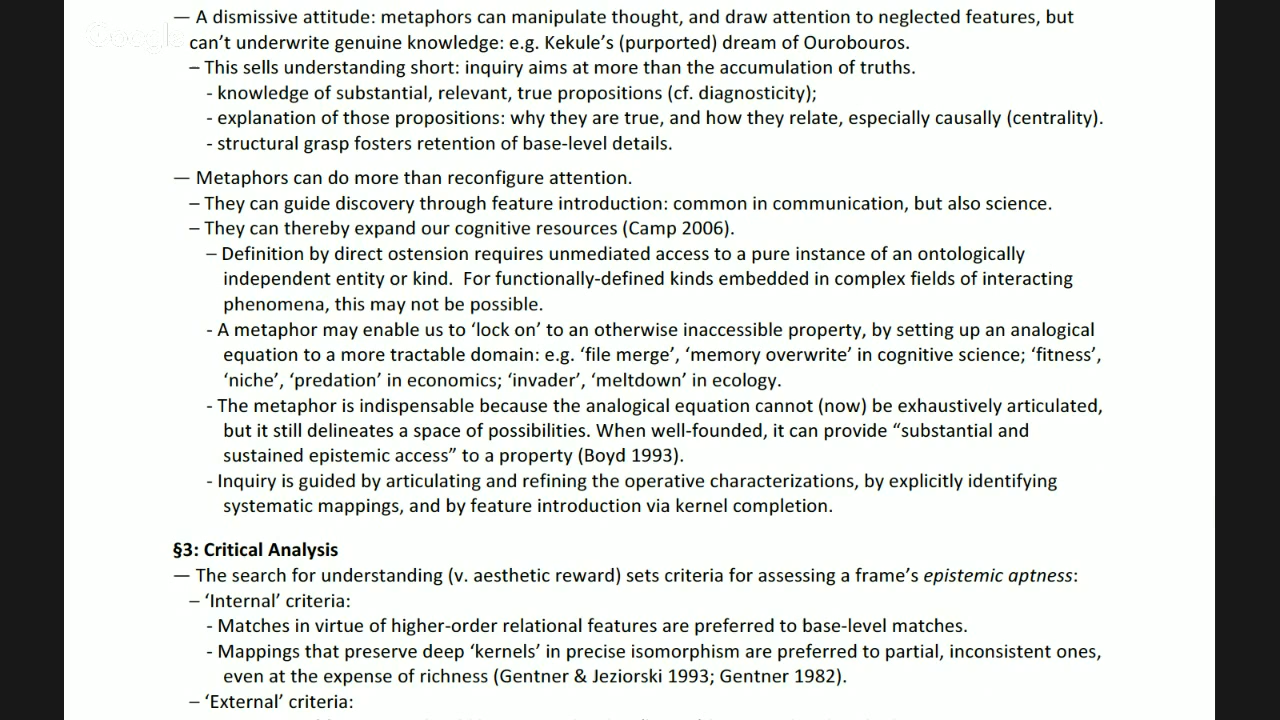 Google
— A dismissive attitude: metaphors can manipulate thought, and draw attention to neglected features, but
can’t underwrite genuine knowledge: e.g. Kekule’s (purported) dream of Ourobouros.
– This sells understanding short: inquiry aims at more than the accumulation of truths.
- knowledge of substantial, relevant, true propositions (cf. diagnosticity);
- explanation of those propositions: why they are true, and how they relate, especially causally (centrality).
- structural grasp fosters retention of base-level details.
— Metaphors can do more than reconfigure attention.
– They can guide discovery through feature introduction: common in communication, but also science.
– They can thereby expand our cognitive resources (Camp 2006).
– Definition by direct ostension requires unmediated access to a pure instance of an ontologically
independent entity or kind.  For functionally-defined kinds embedded in complex fields of interacting
phenomena, this may not be possible.
- A metaphor may enable us to ‘lock on’ to an otherwise inaccessible property, by setting up an analogical
equation to a more tractable domain: e.g. ‘file merge’, ‘memory overwrite’ in cognitive science; ‘fitness’,
‘niche’, ‘predation’ in economics; ‘invader’, ‘meltdown’ in ecology.
- The metaphor is indispensable because the analogical equation cannot (now) be exhaustively articulated,
but it still delineates a space of possibilities. When well-founded, it can provide “substantial and
sustained epistemic access” to a property (Boyd 1993).
- Inquiry is guided by articulating and refining the operative characterizations, by explicitly identifying
systematic mappings, and by feature introduction via kernel completion.
§3: Critical Analysis
— The search for understanding (v. aesthetic reward) sets criteria for assessing a frame’s epistemic aptness:
– ‘Internal’ criteria:
- Matches in virtue of higher-order relational features are preferred to base-level matches.
- Mappings that preserve deep ‘kernels’ in precise isomorphism are preferred to partial, inconsistent ones,
even at the expense of richness (Gentner & Jeziorski 1993; Gentner 1982).
– ‘External’ criteria: